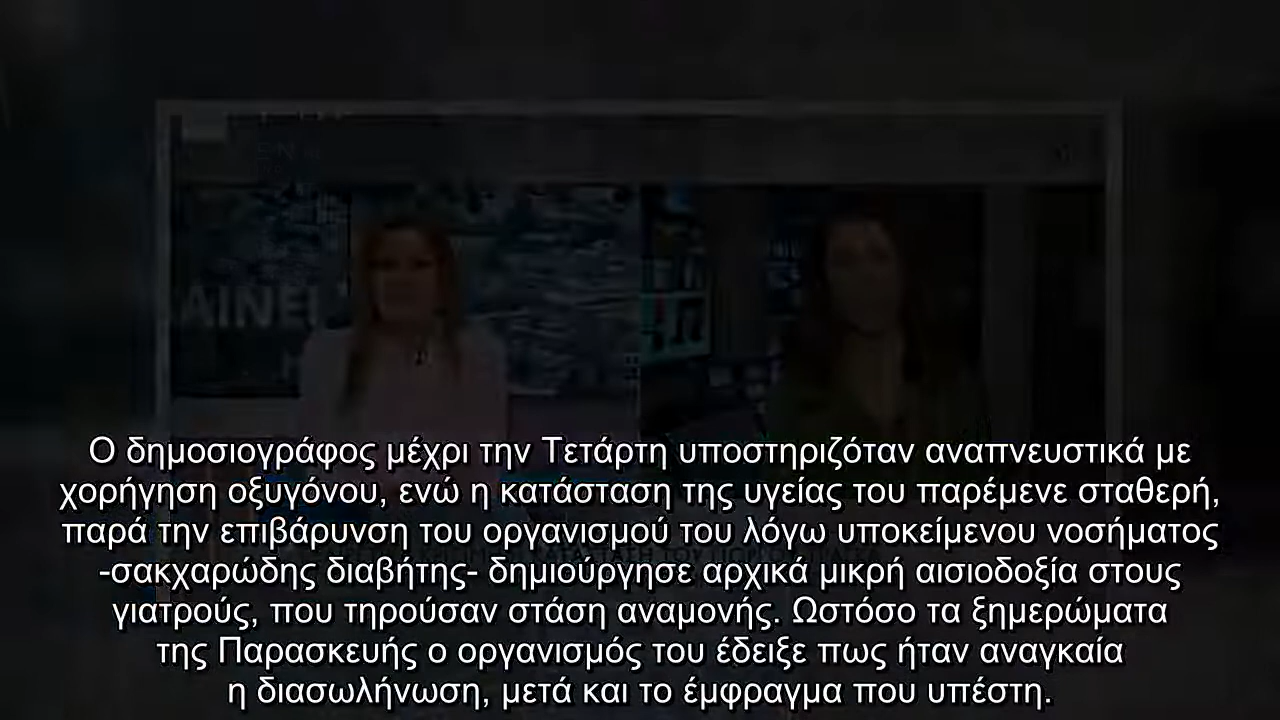 ΑΙΝΕΙ
Ο δημοσιογράφος μέχρι την Τετάρτη υποστηριζόταν αναπνευστικά με
χορήγηση οξυγόνου, ενώ η κατάσταση της υγείας του παρέμενε σταθερή,
παρά την επιβάρυνση του οργανισμού του λόγω υποκείμενου νοσήματος
-σακχαρώδης διαβήτης- δημιούργησε αρχικά μικρή αισιοδοξία στους
γιατρούς, που τηρούσαν στάση αναμονής. Ωστόσο τα ξημερώματα
της Παρασκευής ο οργανισμός του έδειξε πως ήταν αναγκαία
η διασωλήνωση, μετά και το έμφραγμα που υπέστη.